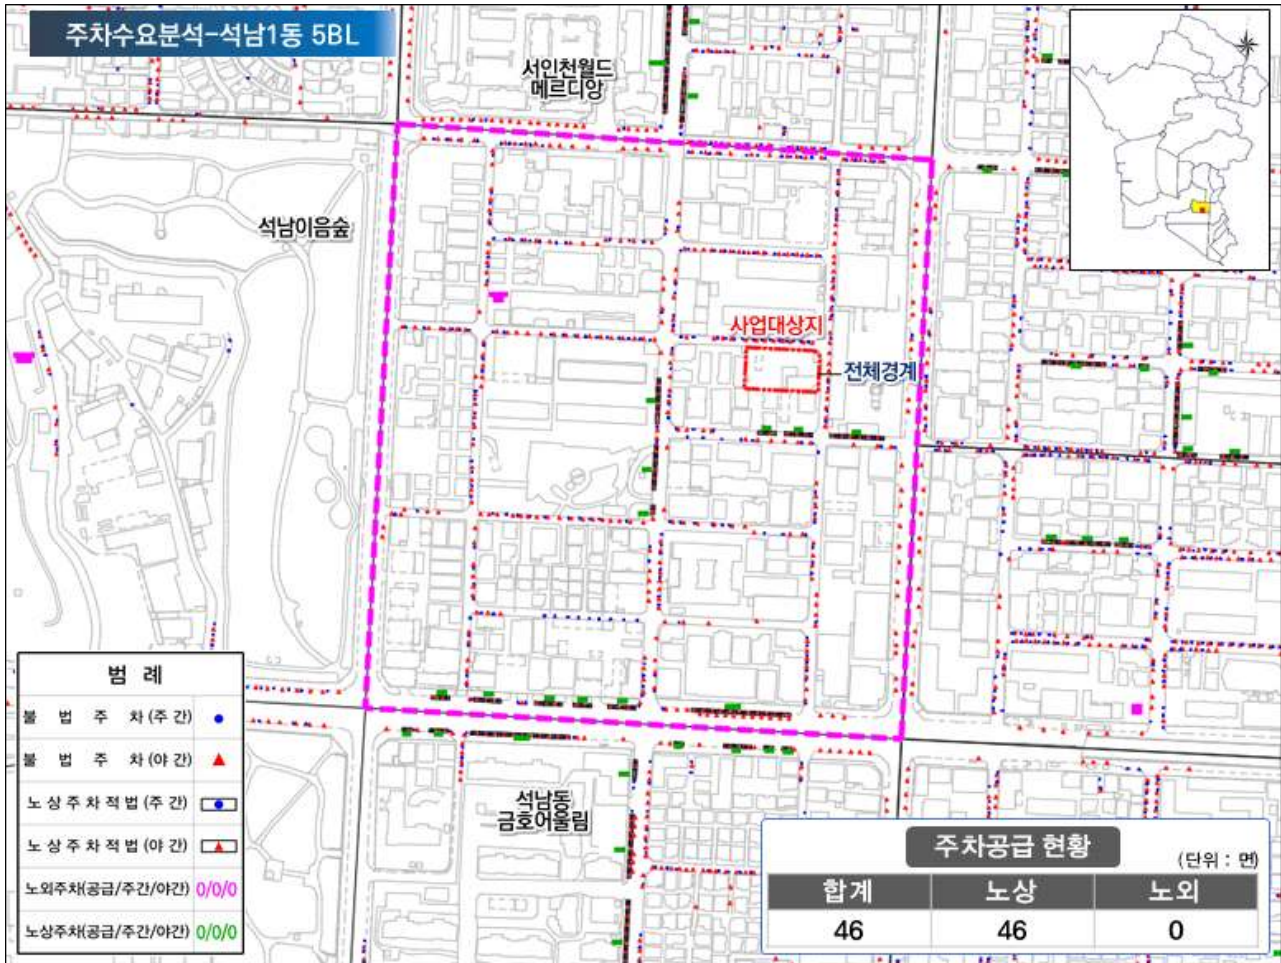 주차수요분석-석남1동 5BL
서인천월드
메르디앙
석남이음숲
사업대상지
전체경계
석남동
금호어울림
범 례
불 법 주 차 (주 간)
불 법 주 차 (야 간)
노 상 주 차 적 법 (주 간)
노 상 주 차 적 법 (야 간)
노외주차(공급/주간/야간) 0/0/0
노상주차(공급/주간/야간) 0/0/0
주차공급 현황
(단위 : 면)
합계 노상 노외
46 46 0